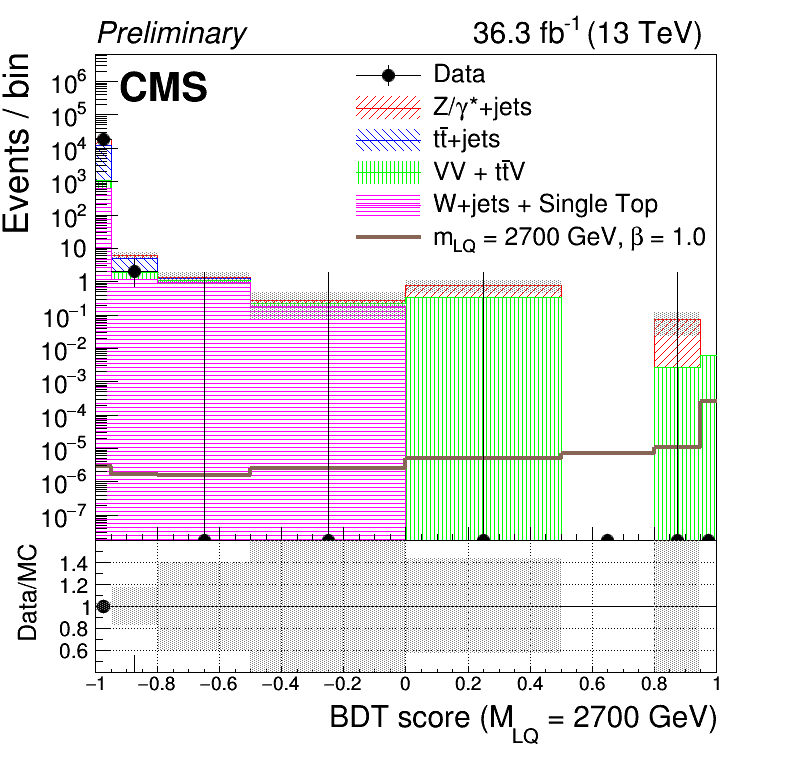 Preliminary 36.3 fb⁻¹ (13 TeV)
CMS
Events / bin
10⁶
10⁵
10⁴
10³
10²
10
1
10⁻¹
10⁻²
10⁻³
10⁻⁴
10⁻⁵
10⁻⁶
10⁻⁷
Data
Z/γ*+jets
tt̄+jets
VV + tt̄V
W+jets + Single Top
m_LQ = 2700 GeV, β = 1.0
Data/MC
1.4
1.2
1
0.8
0.6
−1 −0.8 −0.6 −0.4 −0.2 0 0.2 0.4 0.6 0.8 1
BDT score (M_LQ = 2700 GeV)